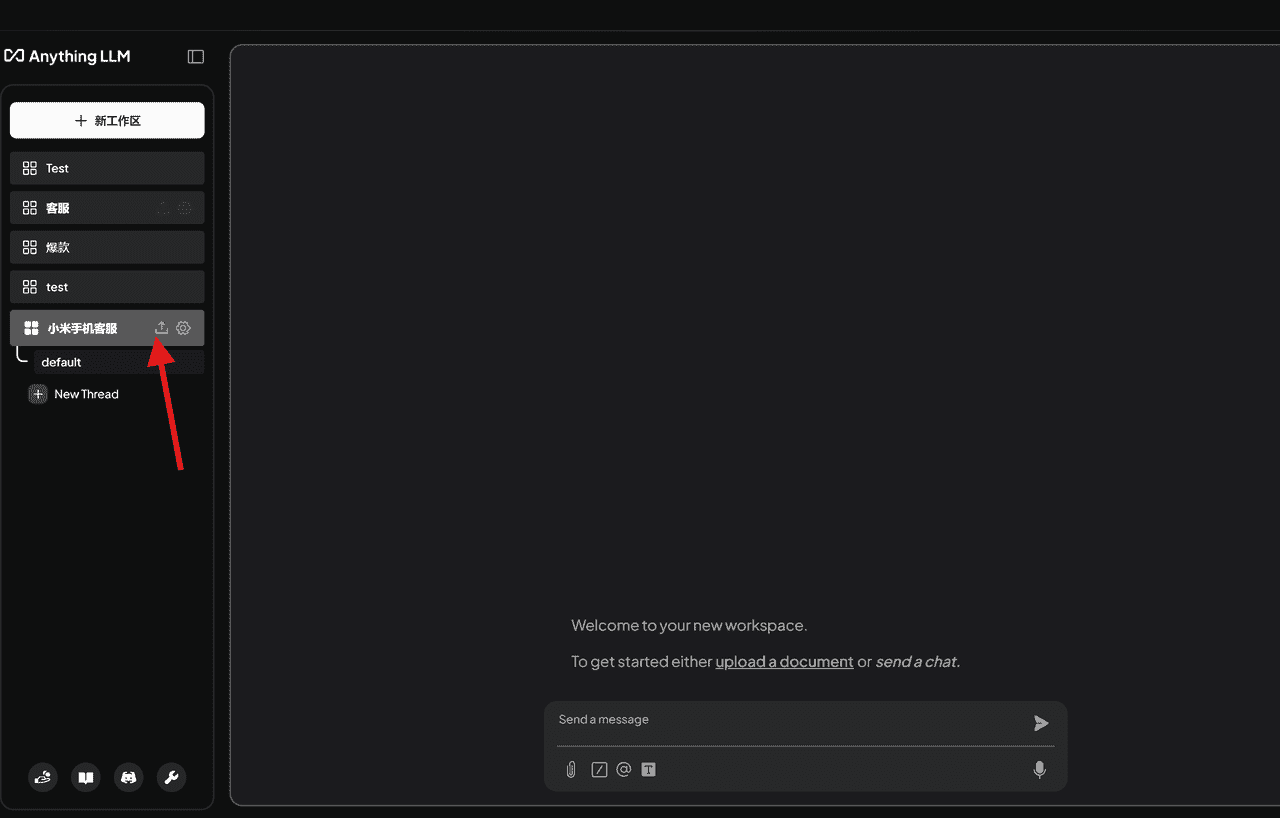 Anything LLM
新工作区
Test
客服
爆款
test
小米手机客服
default
New Thread
Welcome to your new workspace.
To get started either upload a document or send a chat.
Send a message